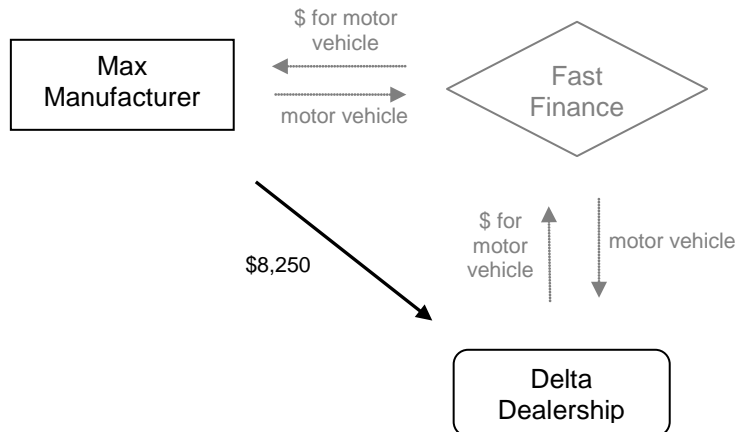 $ for motor
vehicle
Max
Manufacturer
Fast
Finance
motor vehicle
$ for
motor
vehicle
motor vehicle
$8,250
Delta
Dealership